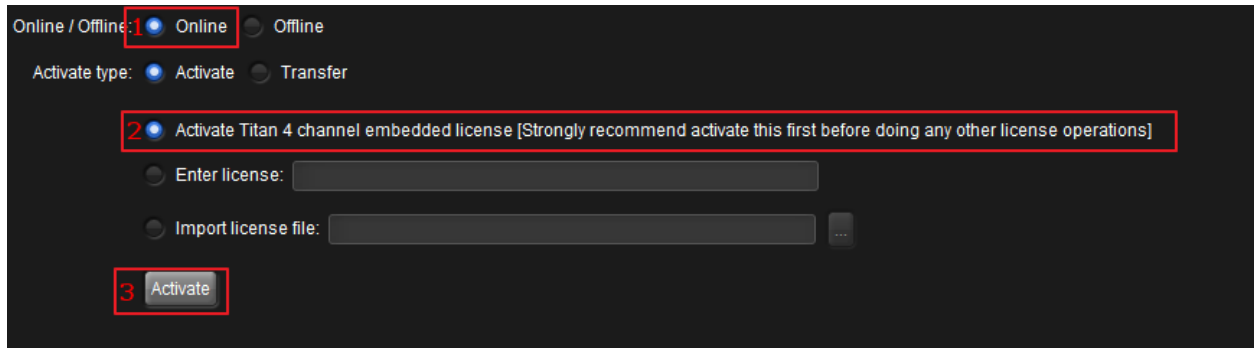 Online / Offline: 1 Online Offline
Activate type: Activate Transfer
2 Activate Titan 4 channel embedded license [Strongly recommend activate this first before doing any other license operations]
Enter license:
Import license file: ...
3 Activate